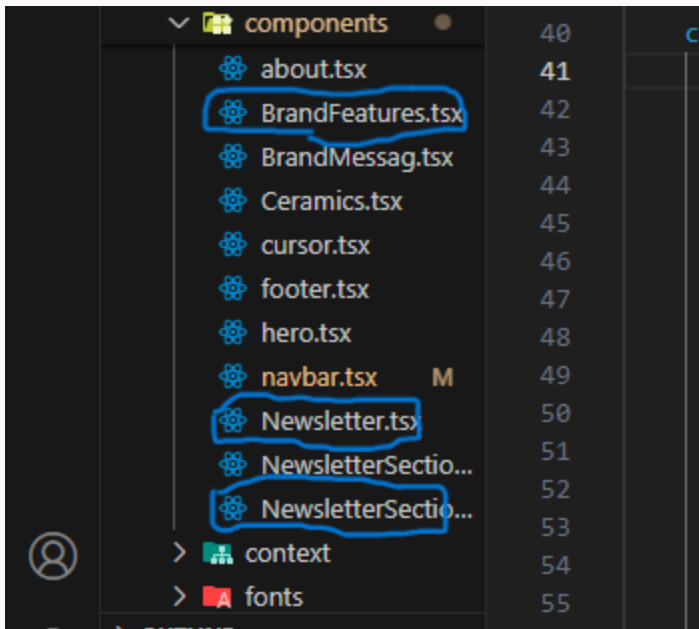 components
about.tsx
BrandFeatures.tsx
BrandMessag.tsx
Ceramics.tsx
cursor.tsx
footer.tsx
hero.tsx
navbar.tsx M
Newsletter.tsx
NewsletterSectio...
NewsletterSectio...
context
fonts
40 c
41
42
43
44
45
46
47
48
49
50
51
52
53
54
55